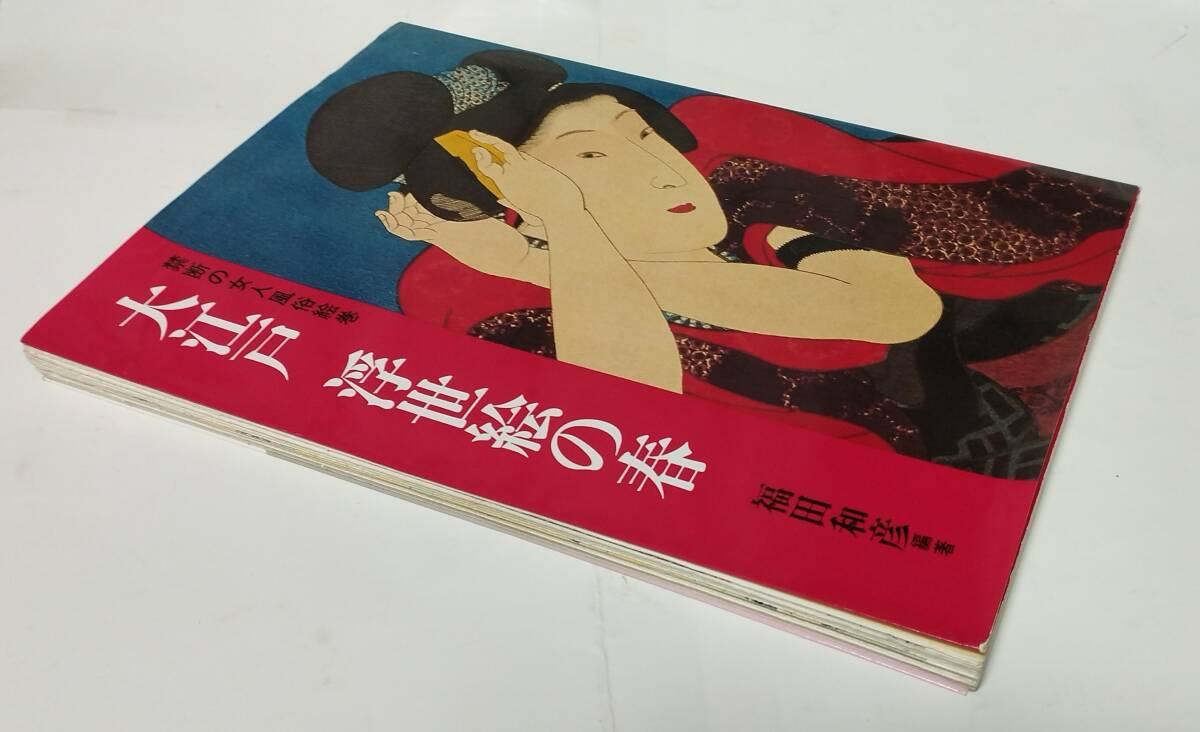 禁断の女人風俗絵巻
大江戸 浮世絵の春
福田和彦編著